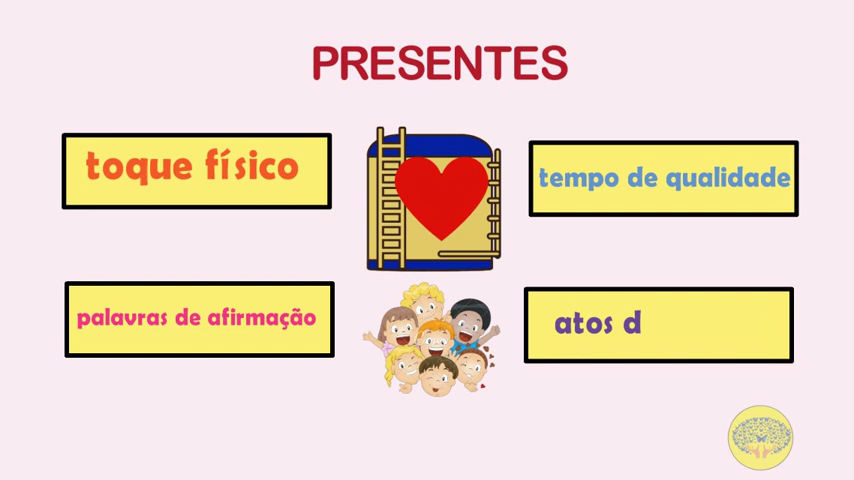 PRESENTES
toque físico
tempo de qualidade
palavras de afirmação
atos d